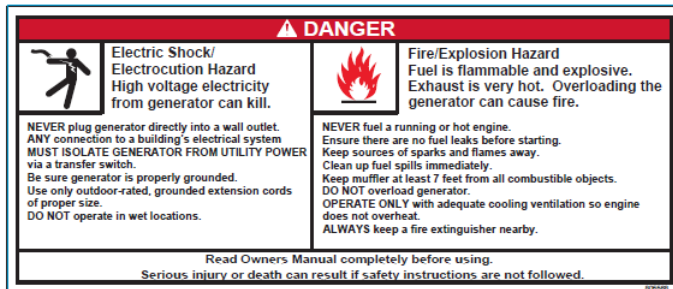 DANGER
Electric Shock/
Electrocution Hazard
High voltage electricity
from generator can kill.
NEVER plug generator directly into a wall outlet.
ANY connection to a building's electrical system
MUST ISOLATE GENERATOR FROM UTILITY POWER
via a transfer switch.
Be sure generator is properly grounded.
Use only outdoor-rated, grounded extension cords
of proper size.
DO NOT operate in wet locations.
Fire/Explosion Hazard
Fuel is flammable and explosive.
Exhaust is very hot.  Overloading the
generator can cause fire.
NEVER fuel a running or hot engine.
Ensure there are no fuel leaks before starting.
Keep sources of sparks and flames away.
Clean up fuel spills immediately.
Keep muffler at least 7 feet from all combustible objects.
DO NOT overload generator.
OPERATE ONLY with adequate cooling ventilation so engine
does not overheat.
ALWAYS keep a fire extinguisher nearby.
Read Owners Manual completely before using.
Serious injury or death can result if safety instructions are not followed.